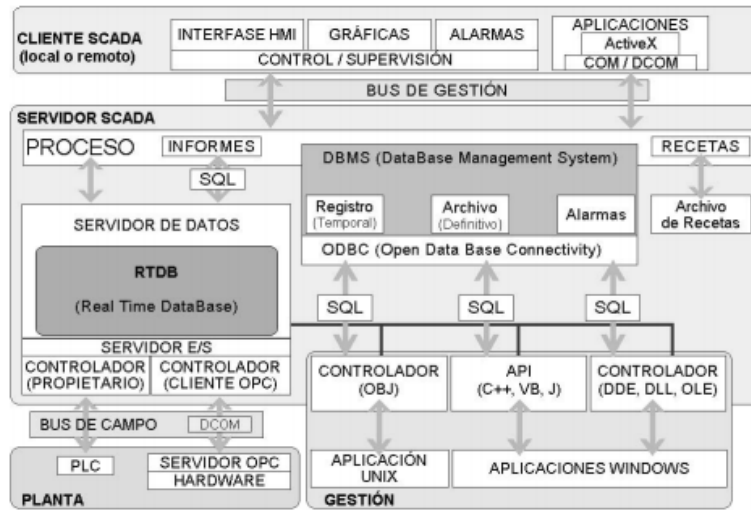 CLIENTE SCADA
(local o remoto)
INTERFASE HMI
GRÁFICAS
ALARMAS
CONTROL / SUPERVISIÓN
APLICACIONES
ActiveX
COM / DCOM
BUS DE GESTIÓN
SERVIDOR SCADA
PROCESO
INFORMES
SQL
DBMS (DataBase Management System)
Registro
(Temporal)
Archivo
(Definitivo)
Alarmas
ODBC (Open Data Base Connectivity)
RECETAS
Archivo
de Recetas
SERVIDOR DE DATOS
RTDB
(Real Time DataBase)
SERVIDOR E/S
CONTROLADOR
(PROPIETARIO)
CONTROLADOR
(CLIENTE OPC)
SQL
SQL
SQL
CONTROLADOR
(OBJ)
API
(C++, VB, J)
CONTROLADOR
(DDE, DLL, OLE)
BUS DE CAMPO
DCOM
PLC
SERVIDOR OPC
HARDWARE
PLANTA
APLICACIÓN
UNIX
APLICACIONES WINDOWS
GESTIÓN